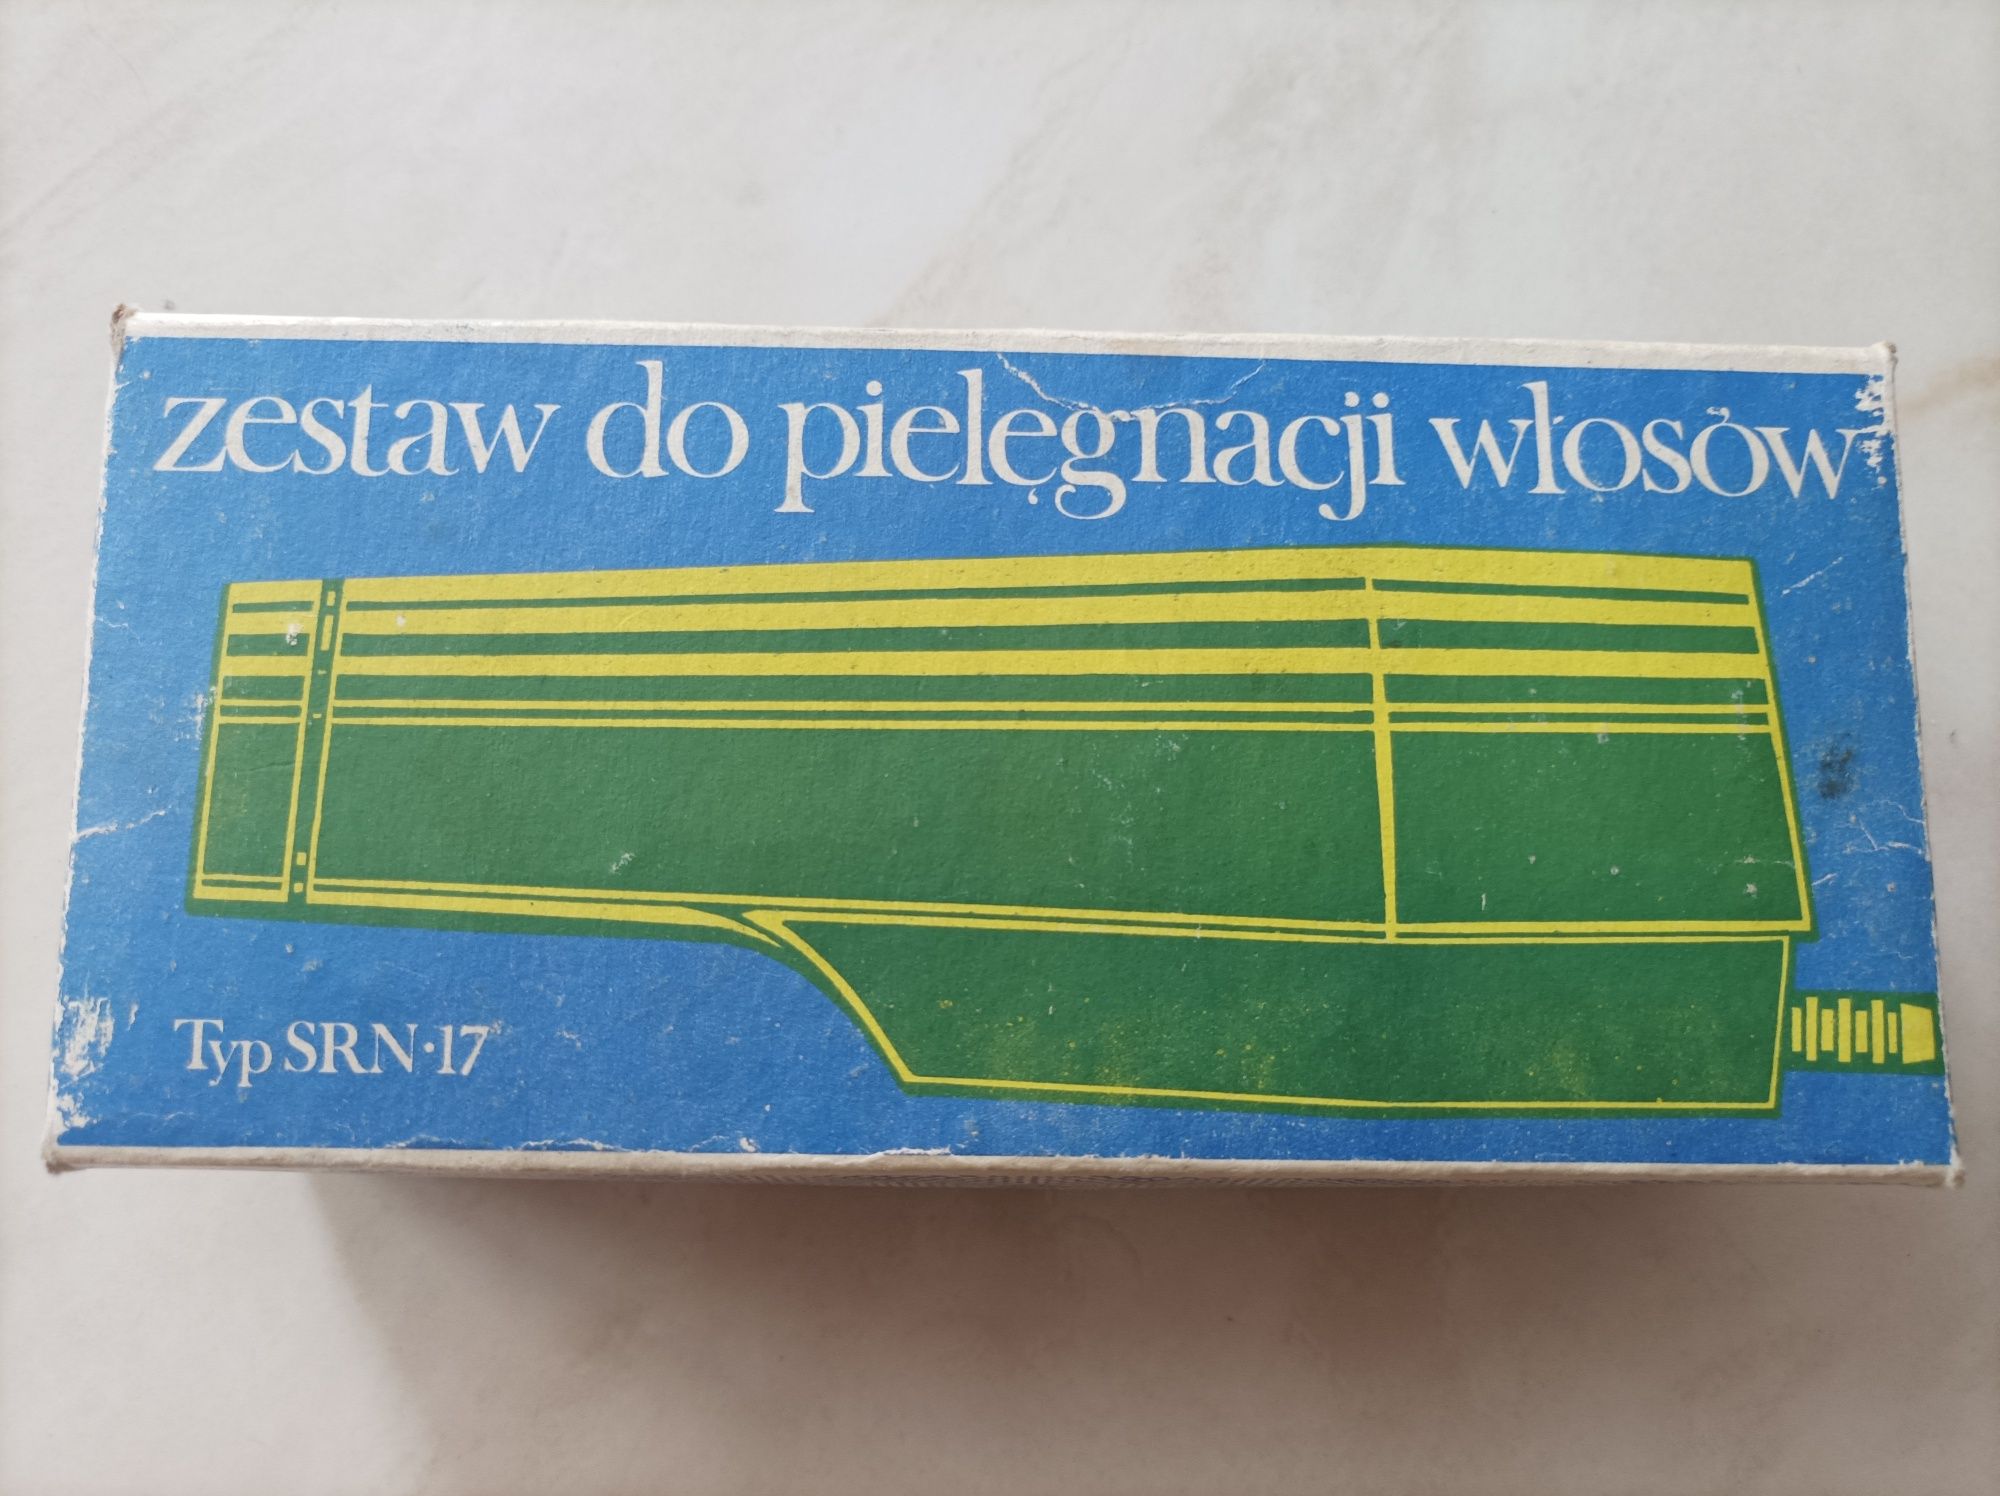 zestaw do pielęgnacji włosów
Typ SRN·17